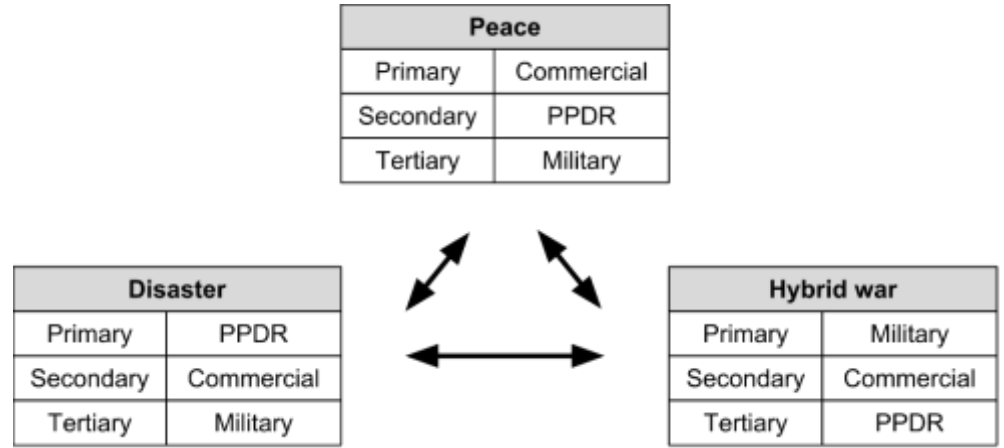 Peace
Primary Commercial
Secondary PPDR
Tertiary Military
Disaster
Primary PPDR
Secondary Commercial
Tertiary Military
Hybrid war
Primary Military
Secondary Commercial
Tertiary PPDR